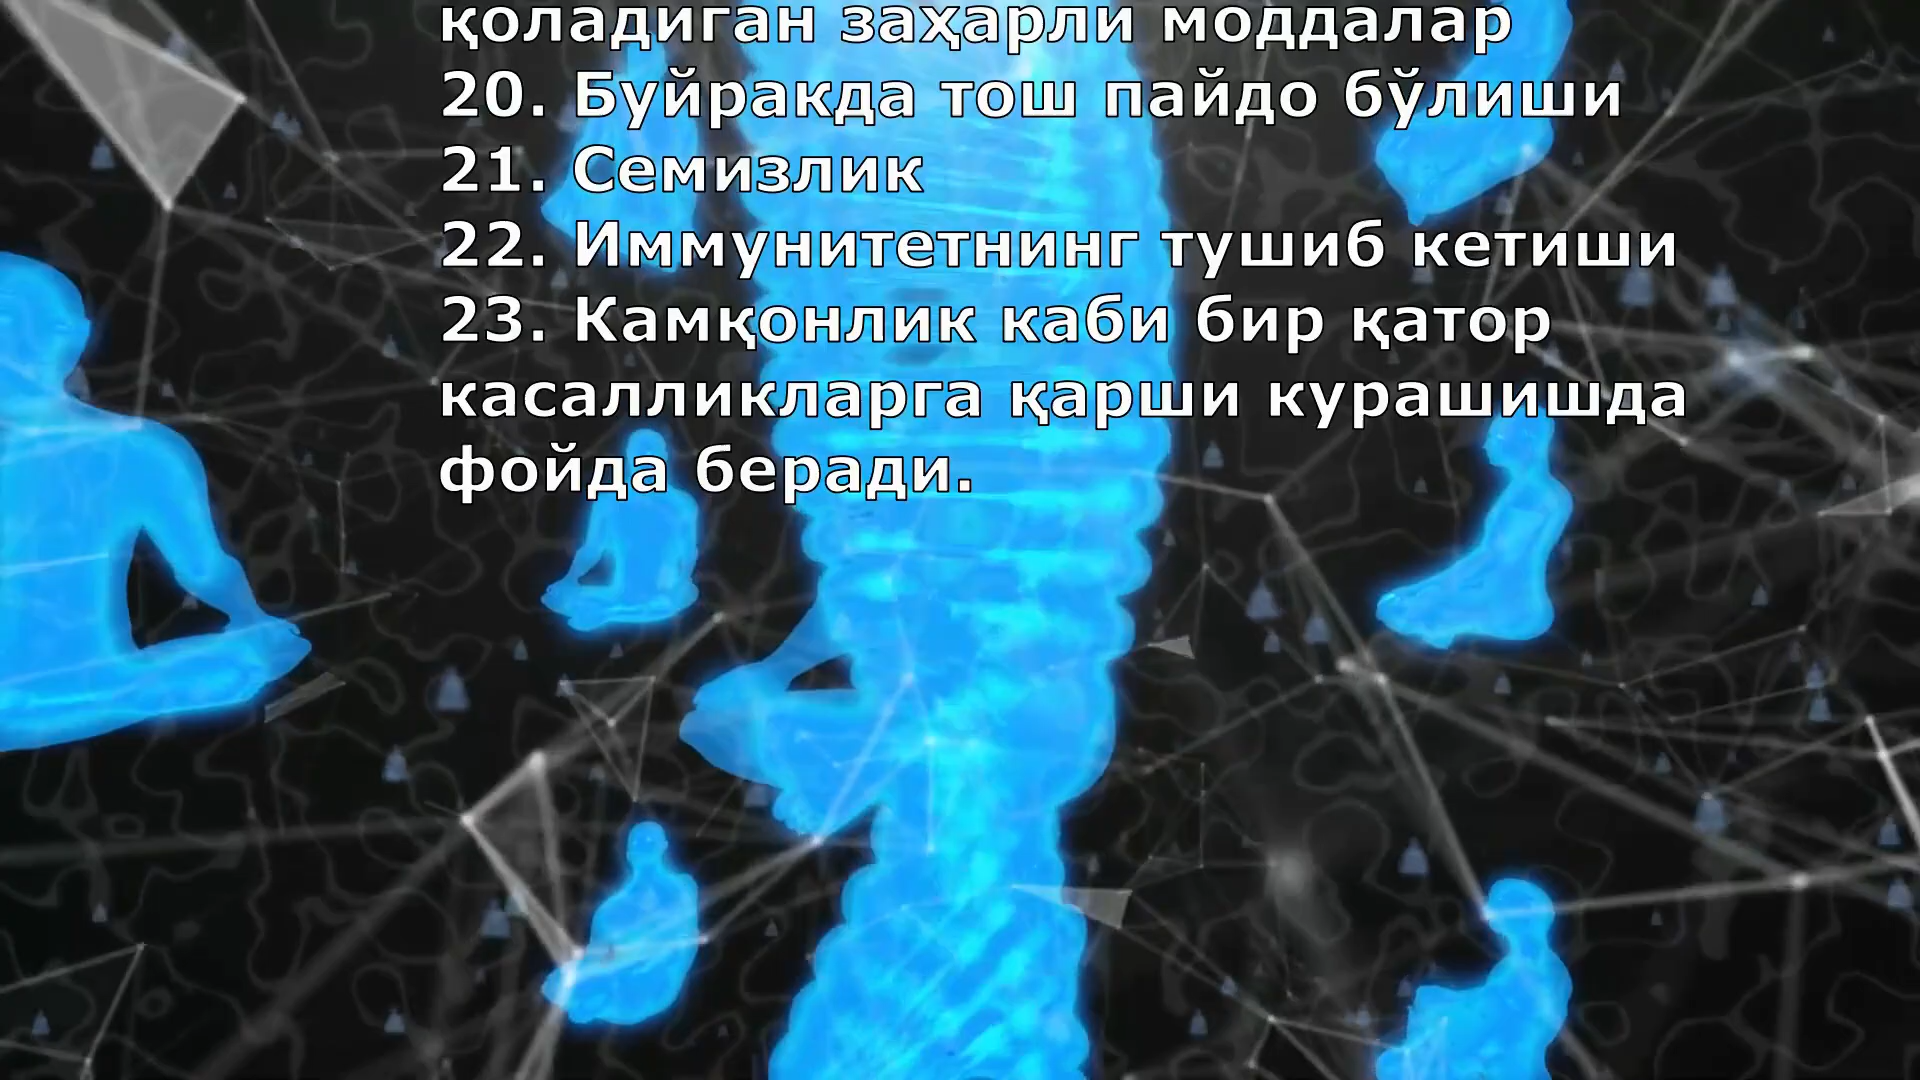 қоладиган заҳарли моддалар
20. Буйракда тош пайдо бўлиши
21. Семизлик
22. Иммунитетнинг тушиб кетиши
23. Камқонлик каби бир қатор
касалликларга қарши курашишда
фойда беради.